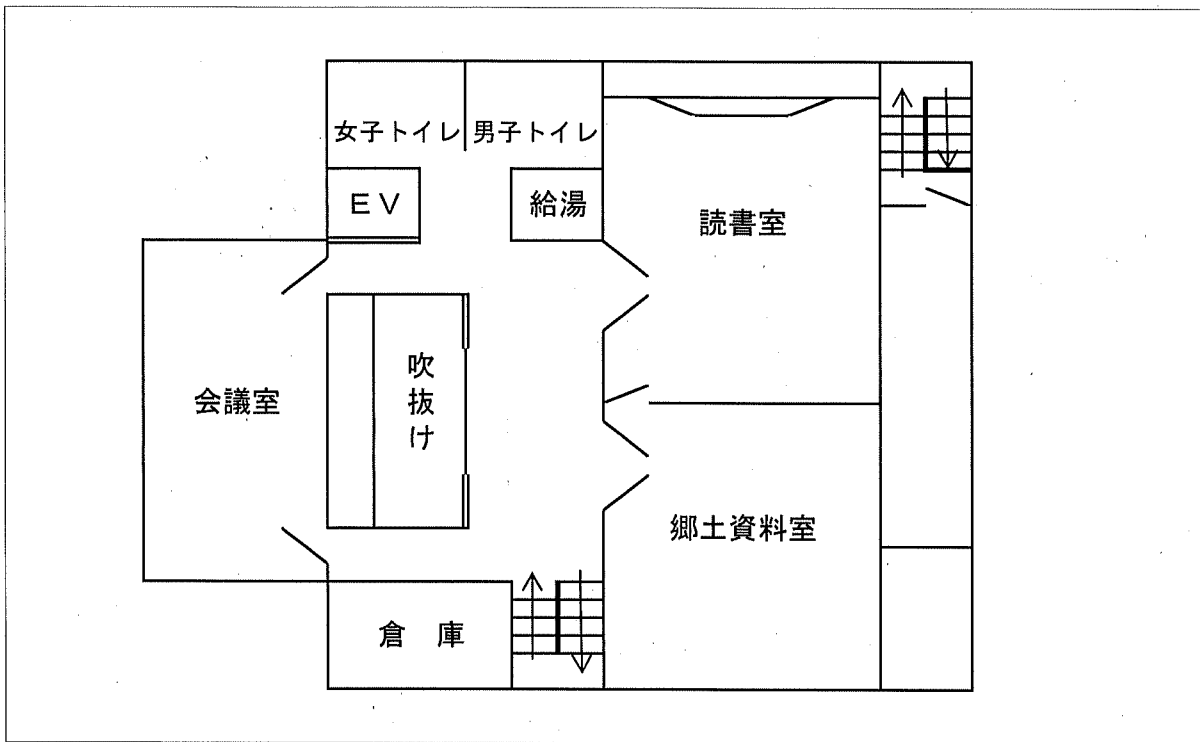 女子トイレ
男子トイレ
ＥＶ
給湯
読書室
会議室
吹抜け
郷土資料室
倉　庫